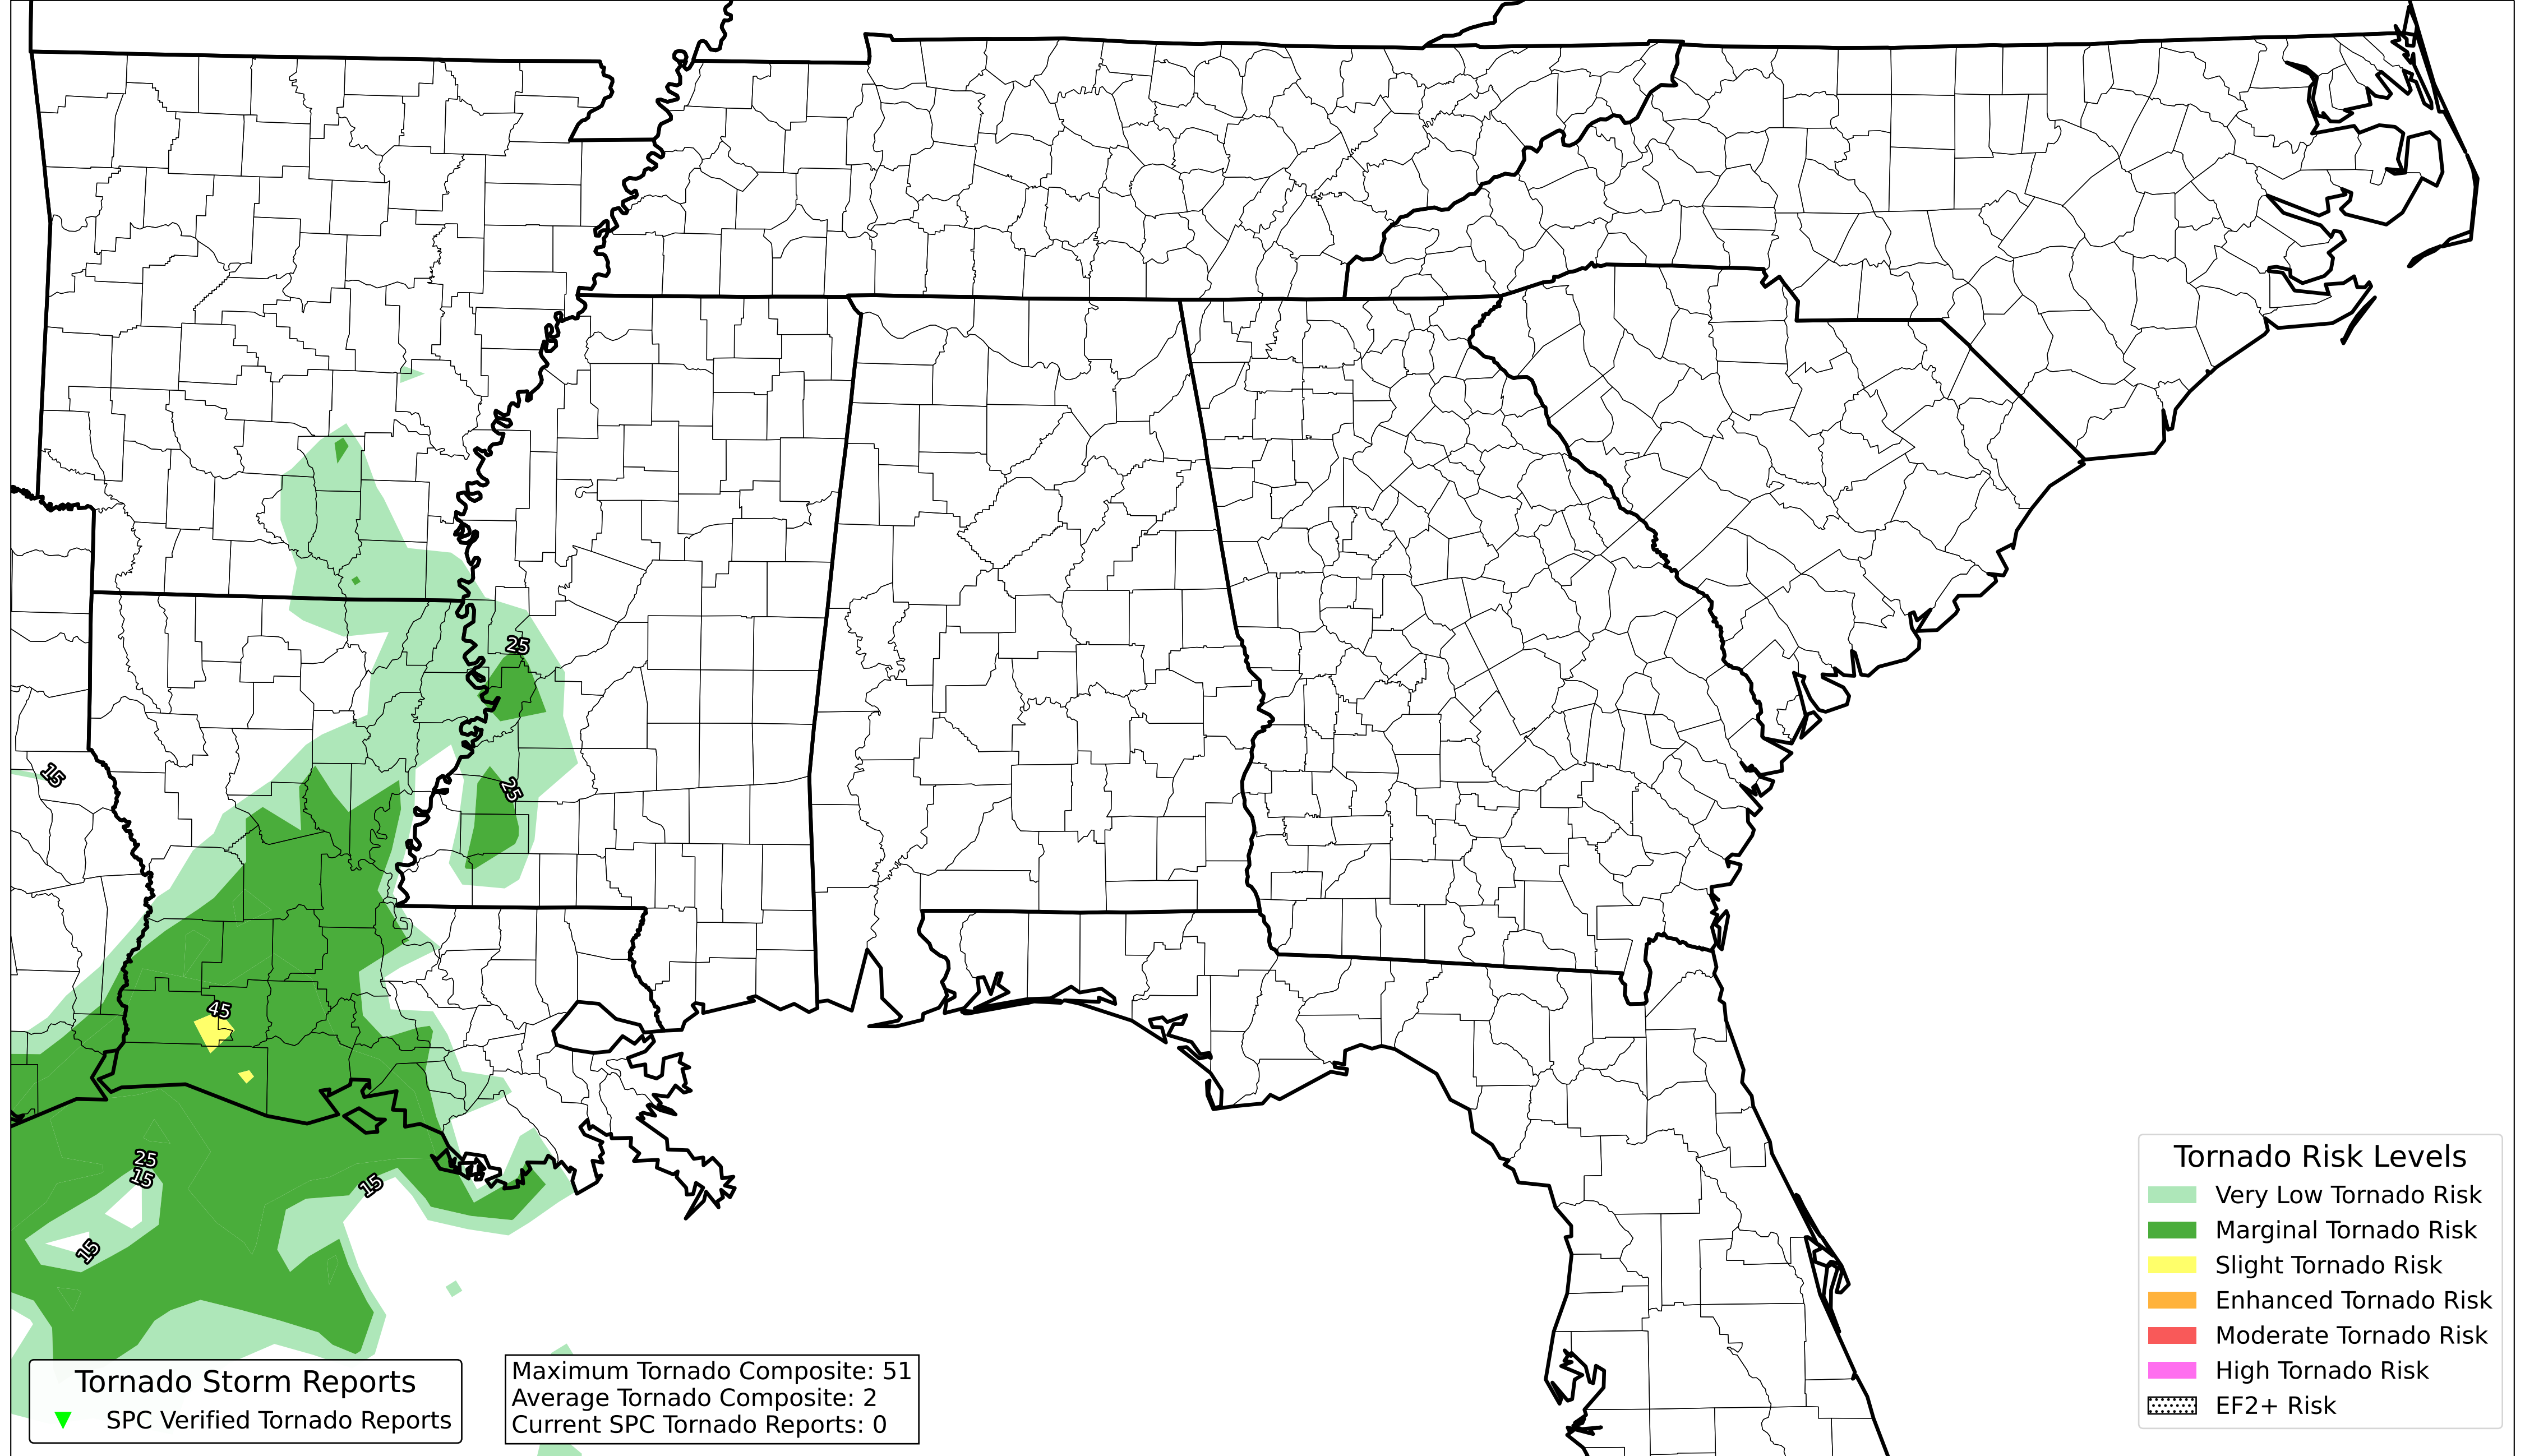 25
15
25
45
25
15
15
15
Tornado Storm Reports
SPC Verified Tornado Reports
Maximum Tornado Composite: 51
Average Tornado Composite: 2
Current SPC Tornado Reports: 0
Tornado Risk Levels
Very Low Tornado Risk
Marginal Tornado Risk
Slight Tornado Risk
Enhanced Tornado Risk
Moderate Tornado Risk
High Tornado Risk
EF2+ Risk